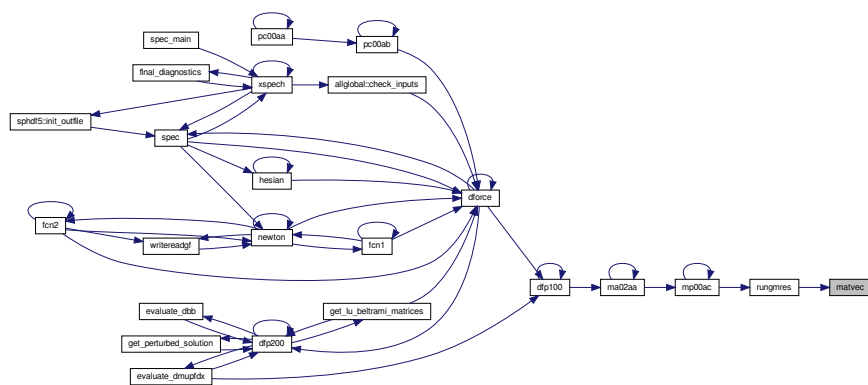 spec_main
pc00aa
pc00ab
final_diagnostics
xspech
allglobal::check_inputs
sphdf5::init_outfile
spec
hesian
dforce
fcn2
writereadgf
newton
fcn1
dfp100
ma02aa
mp00ac
rungmres
matvec
evaluate_dbb
get_lu_beltrami_matrices
get_perturbed_solution
dfp200
evaluate_dmupfdx